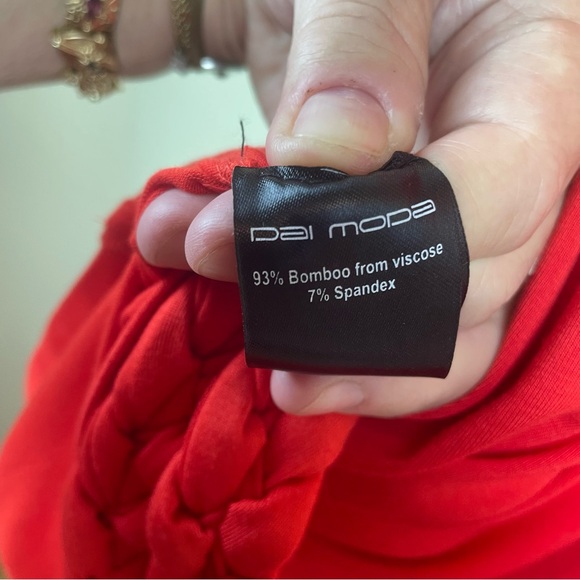 Dai moda
93% Bomboo from viscose
7% Spandex